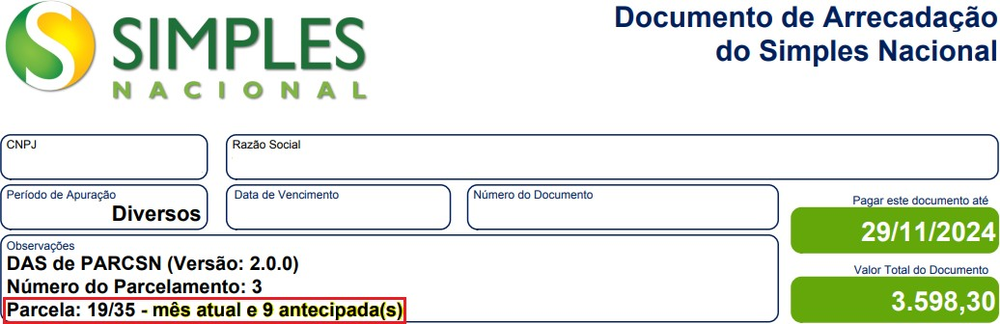 SIMPLES
NACIONAL
Documento de Arrecadação
do Simples Nacional
CNPJ
Razão Social
Período de Apuração
Diversos
Data de Vencimento
Número do Documento
Pagar este documento até
29/11/2024
Observações
DAS de PARCSN (Versão: 2.0.0)
Número do Parcelamento: 3
Parcela: 19/35 - mês atual e 9 antecipada(s)
Valor Total do Documento
3.598,30